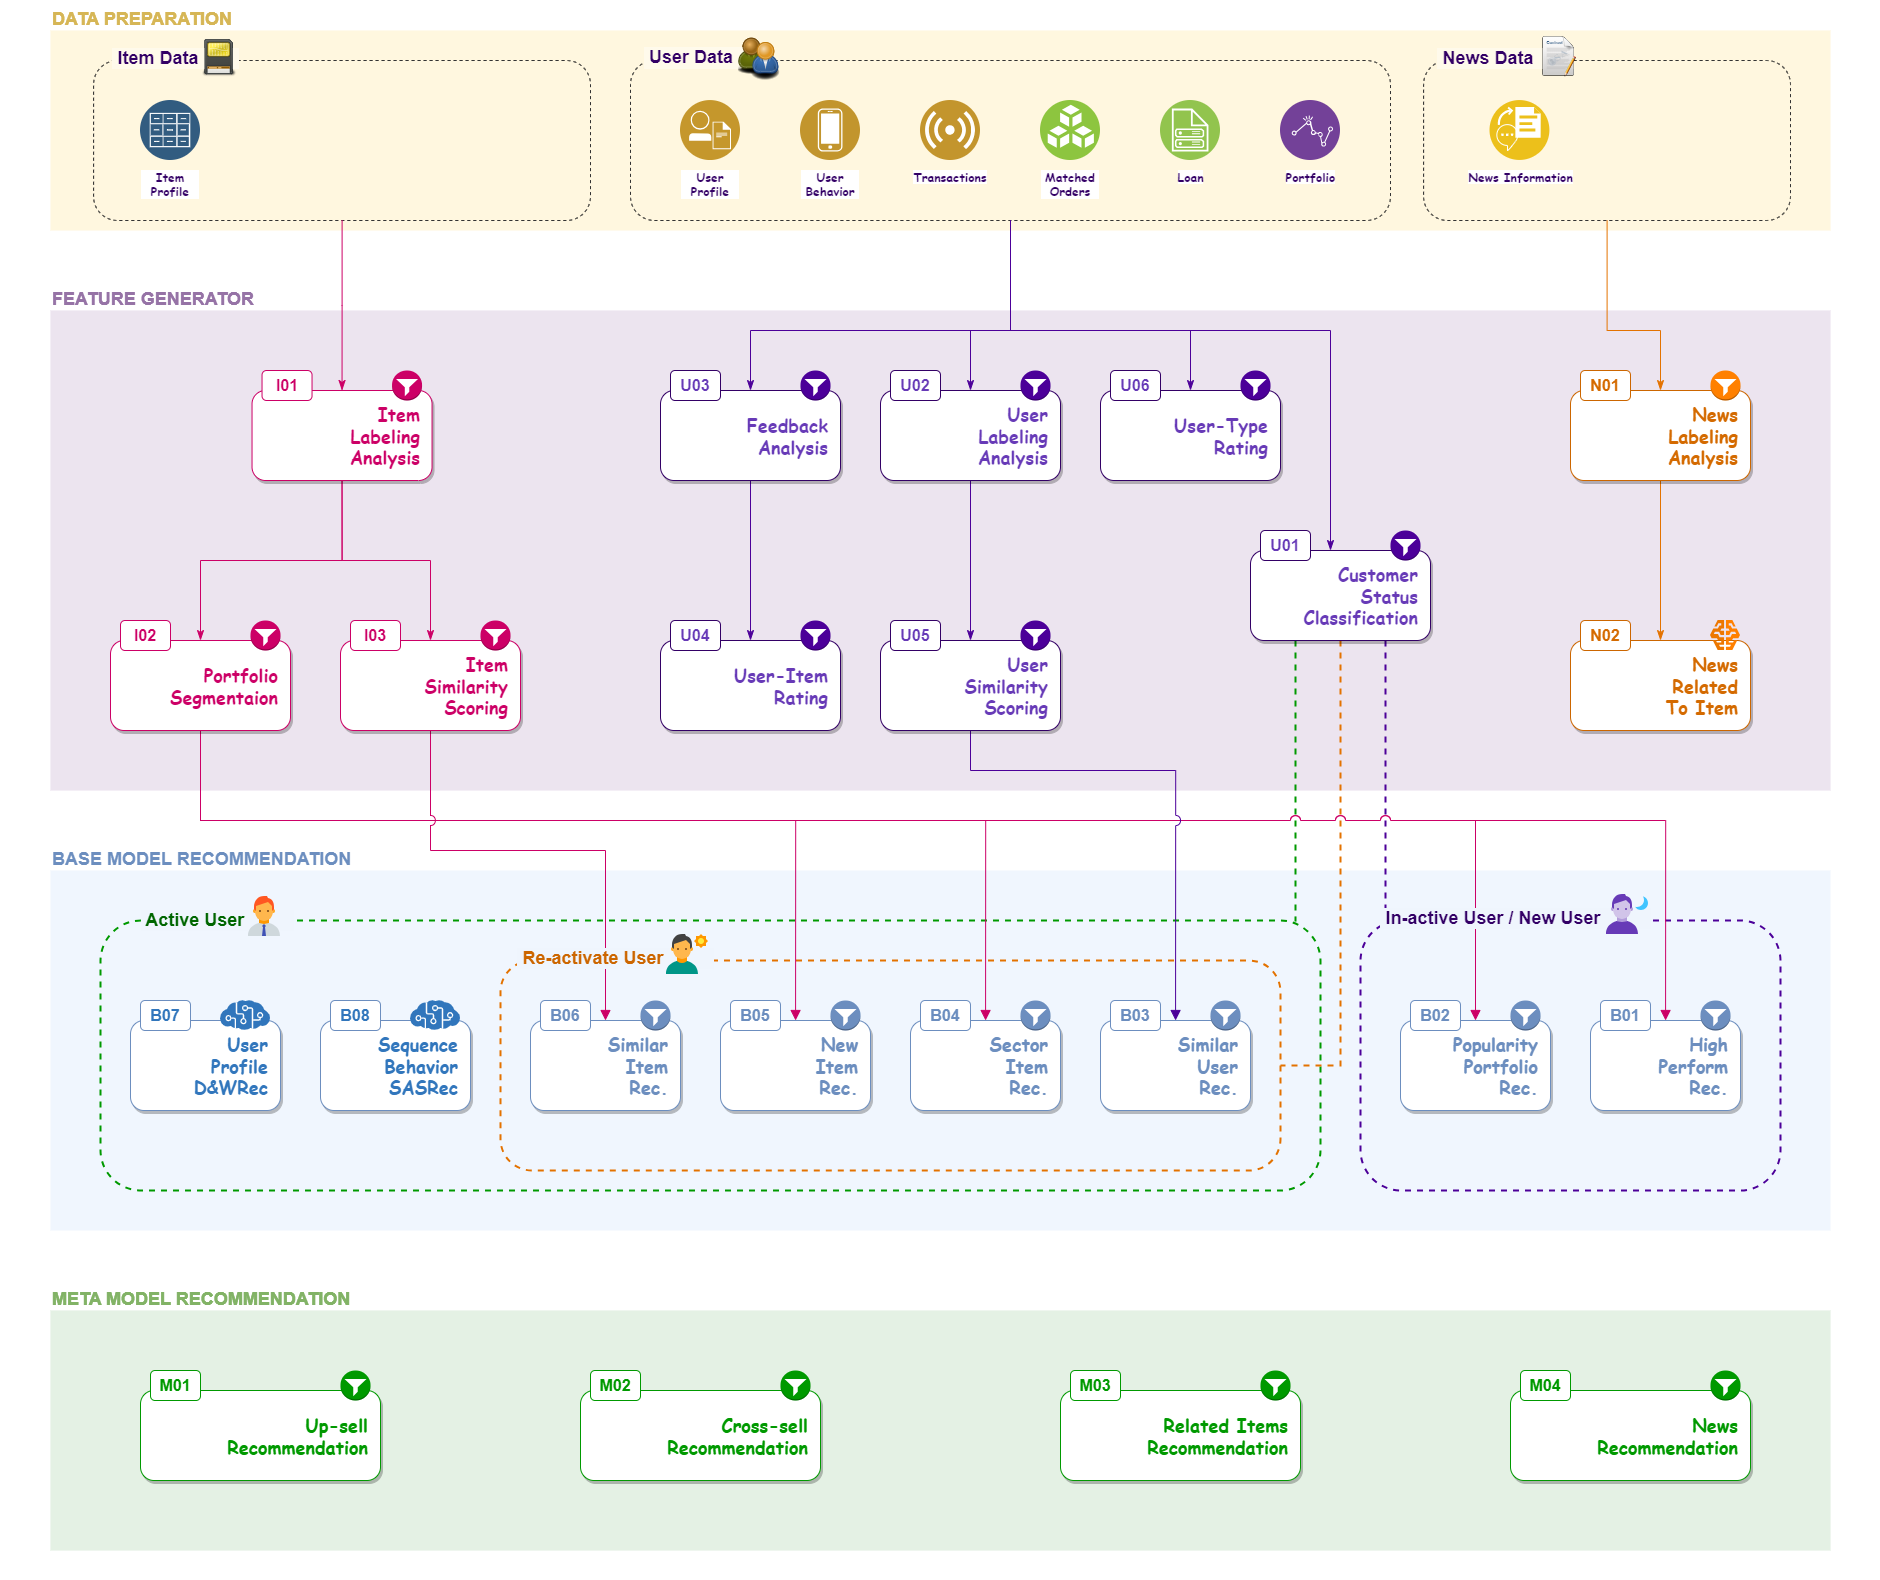 DATA PREPARATION
Item Data
User Data
News Data
Item
Profile
User
Profile
User
Behavior
Transactions
Matched
Orders
Loan
Portfolio
News Information
FEATURE GENERATOR
I01
Item
Labeling
Analysis
U03
Feedback
Analysis
U02
User
Labeling
Analysis
U06
User-Type
Rating
N01
News
Labeling
Analysis
U01
Customer
Status
Classification
I02
Portfolio
Segmentaion
I03
Item
Similarity
Scoring
U04
User-Item
Rating
U05
User
Similarity
Scoring
N02
News
Related
To Item
BASE MODEL RECOMMENDATION
Active User
Re-activate User
In-active User / New User
B07
User
Profile
D&WRec
B08
Sequence
Behavior
SASRec
B06
Similar
Item
Rec.
B05
New
Item
Rec.
B04
Sector
Item
Rec.
B03
Similar
User
Rec.
B02
Popularity
Portfolio
Rec.
B01
High
Perform
Rec.
META MODEL RECOMMENDATION
M01
Up-sell
Recommendation
M02
Cross-sell
Recommendation
M03
Related Items
Recommendation
M04
News
Recommendation